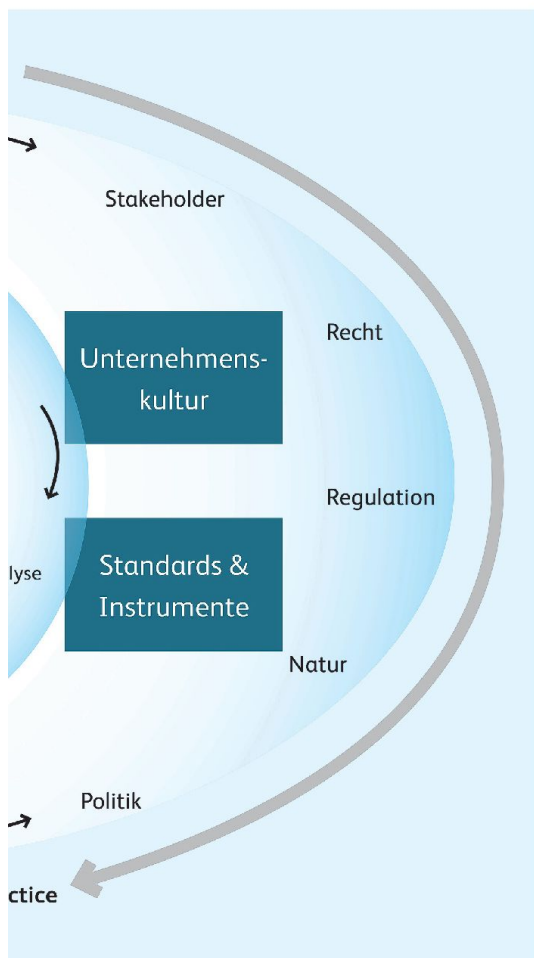 Stakeholder
Recht
Unternehmens-
kultur
Regulation
Standards &
Instrumente
lyse
Natur
Politik
ctice